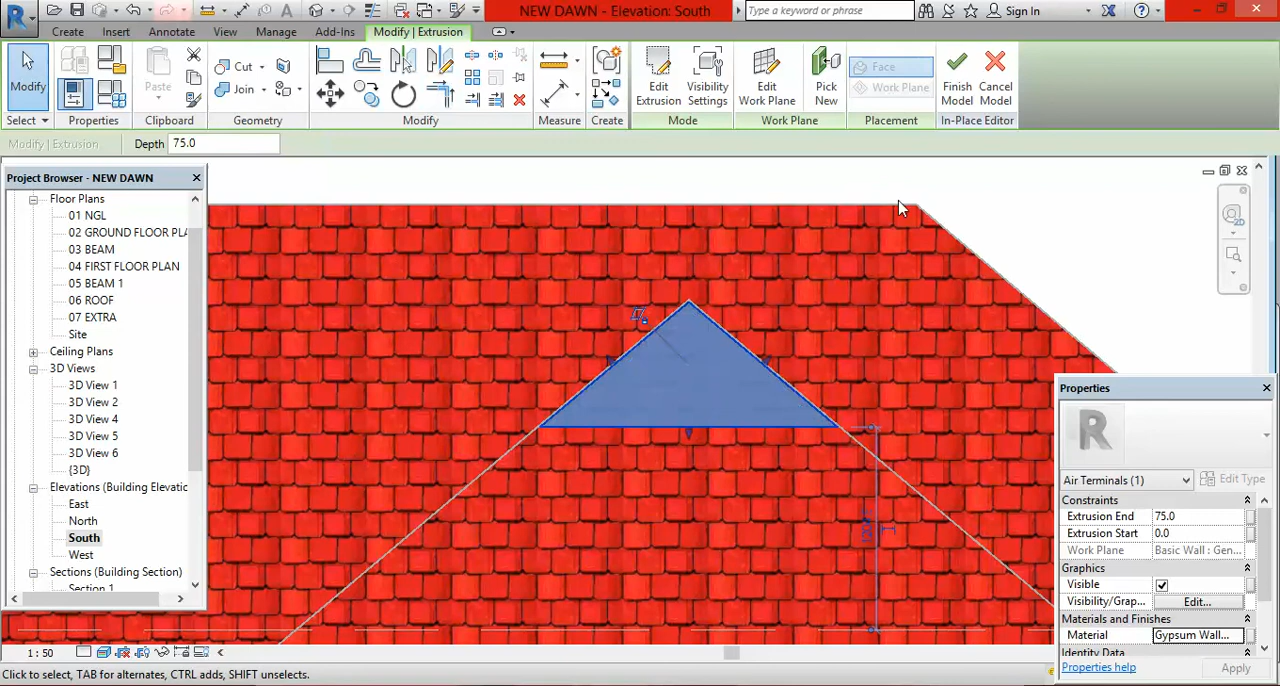 NEW DAWN - Elevation: South
Type a keyword or phrase
Sign In
Create Insert Annotate View Manage Add-Ins Modify | Extrusion
Modify
Paste
Cut
Join
Edit Extrusion
Visibility Settings
Edit Work Plane
Pick New
Face
Work Plane
Finish Model
Cancel Model
Select Properties Clipboard Geometry Modify Measure Create Mode Work Plane Placement In-Place Editor
Modify | Extrusion Depth 75.0
Project Browser - NEW DAWN
Floor Plans
01 NGL
02 GROUND FLOOR PLA
03 BEAM
04 FIRST FLOOR PLAN
05 BEAM 1
06 ROOF
07 EXTRA
Site
Ceiling Plans
3D Views
3D View 1
3D View 2
3D View 4
3D View 5
3D View 6
{3D}
Elevations (Building Elevatic
East
North
South
West
Sections (Building Section)
Section 1
2D
Properties
R
Air Terminals (1) Edit Type
Constraints
Extrusion End 75.0
Extrusion Start 0.0
Work Plane Basic Wall : Gen...
Graphics
Visible
Visibility/Grap... Edit...
Materials and Finishes
Material Gypsum Wall...
Identity Data
Properties help Apply
1 : 50
Click to select, TAB for alternates, CTRL adds, SHIFT unselects.